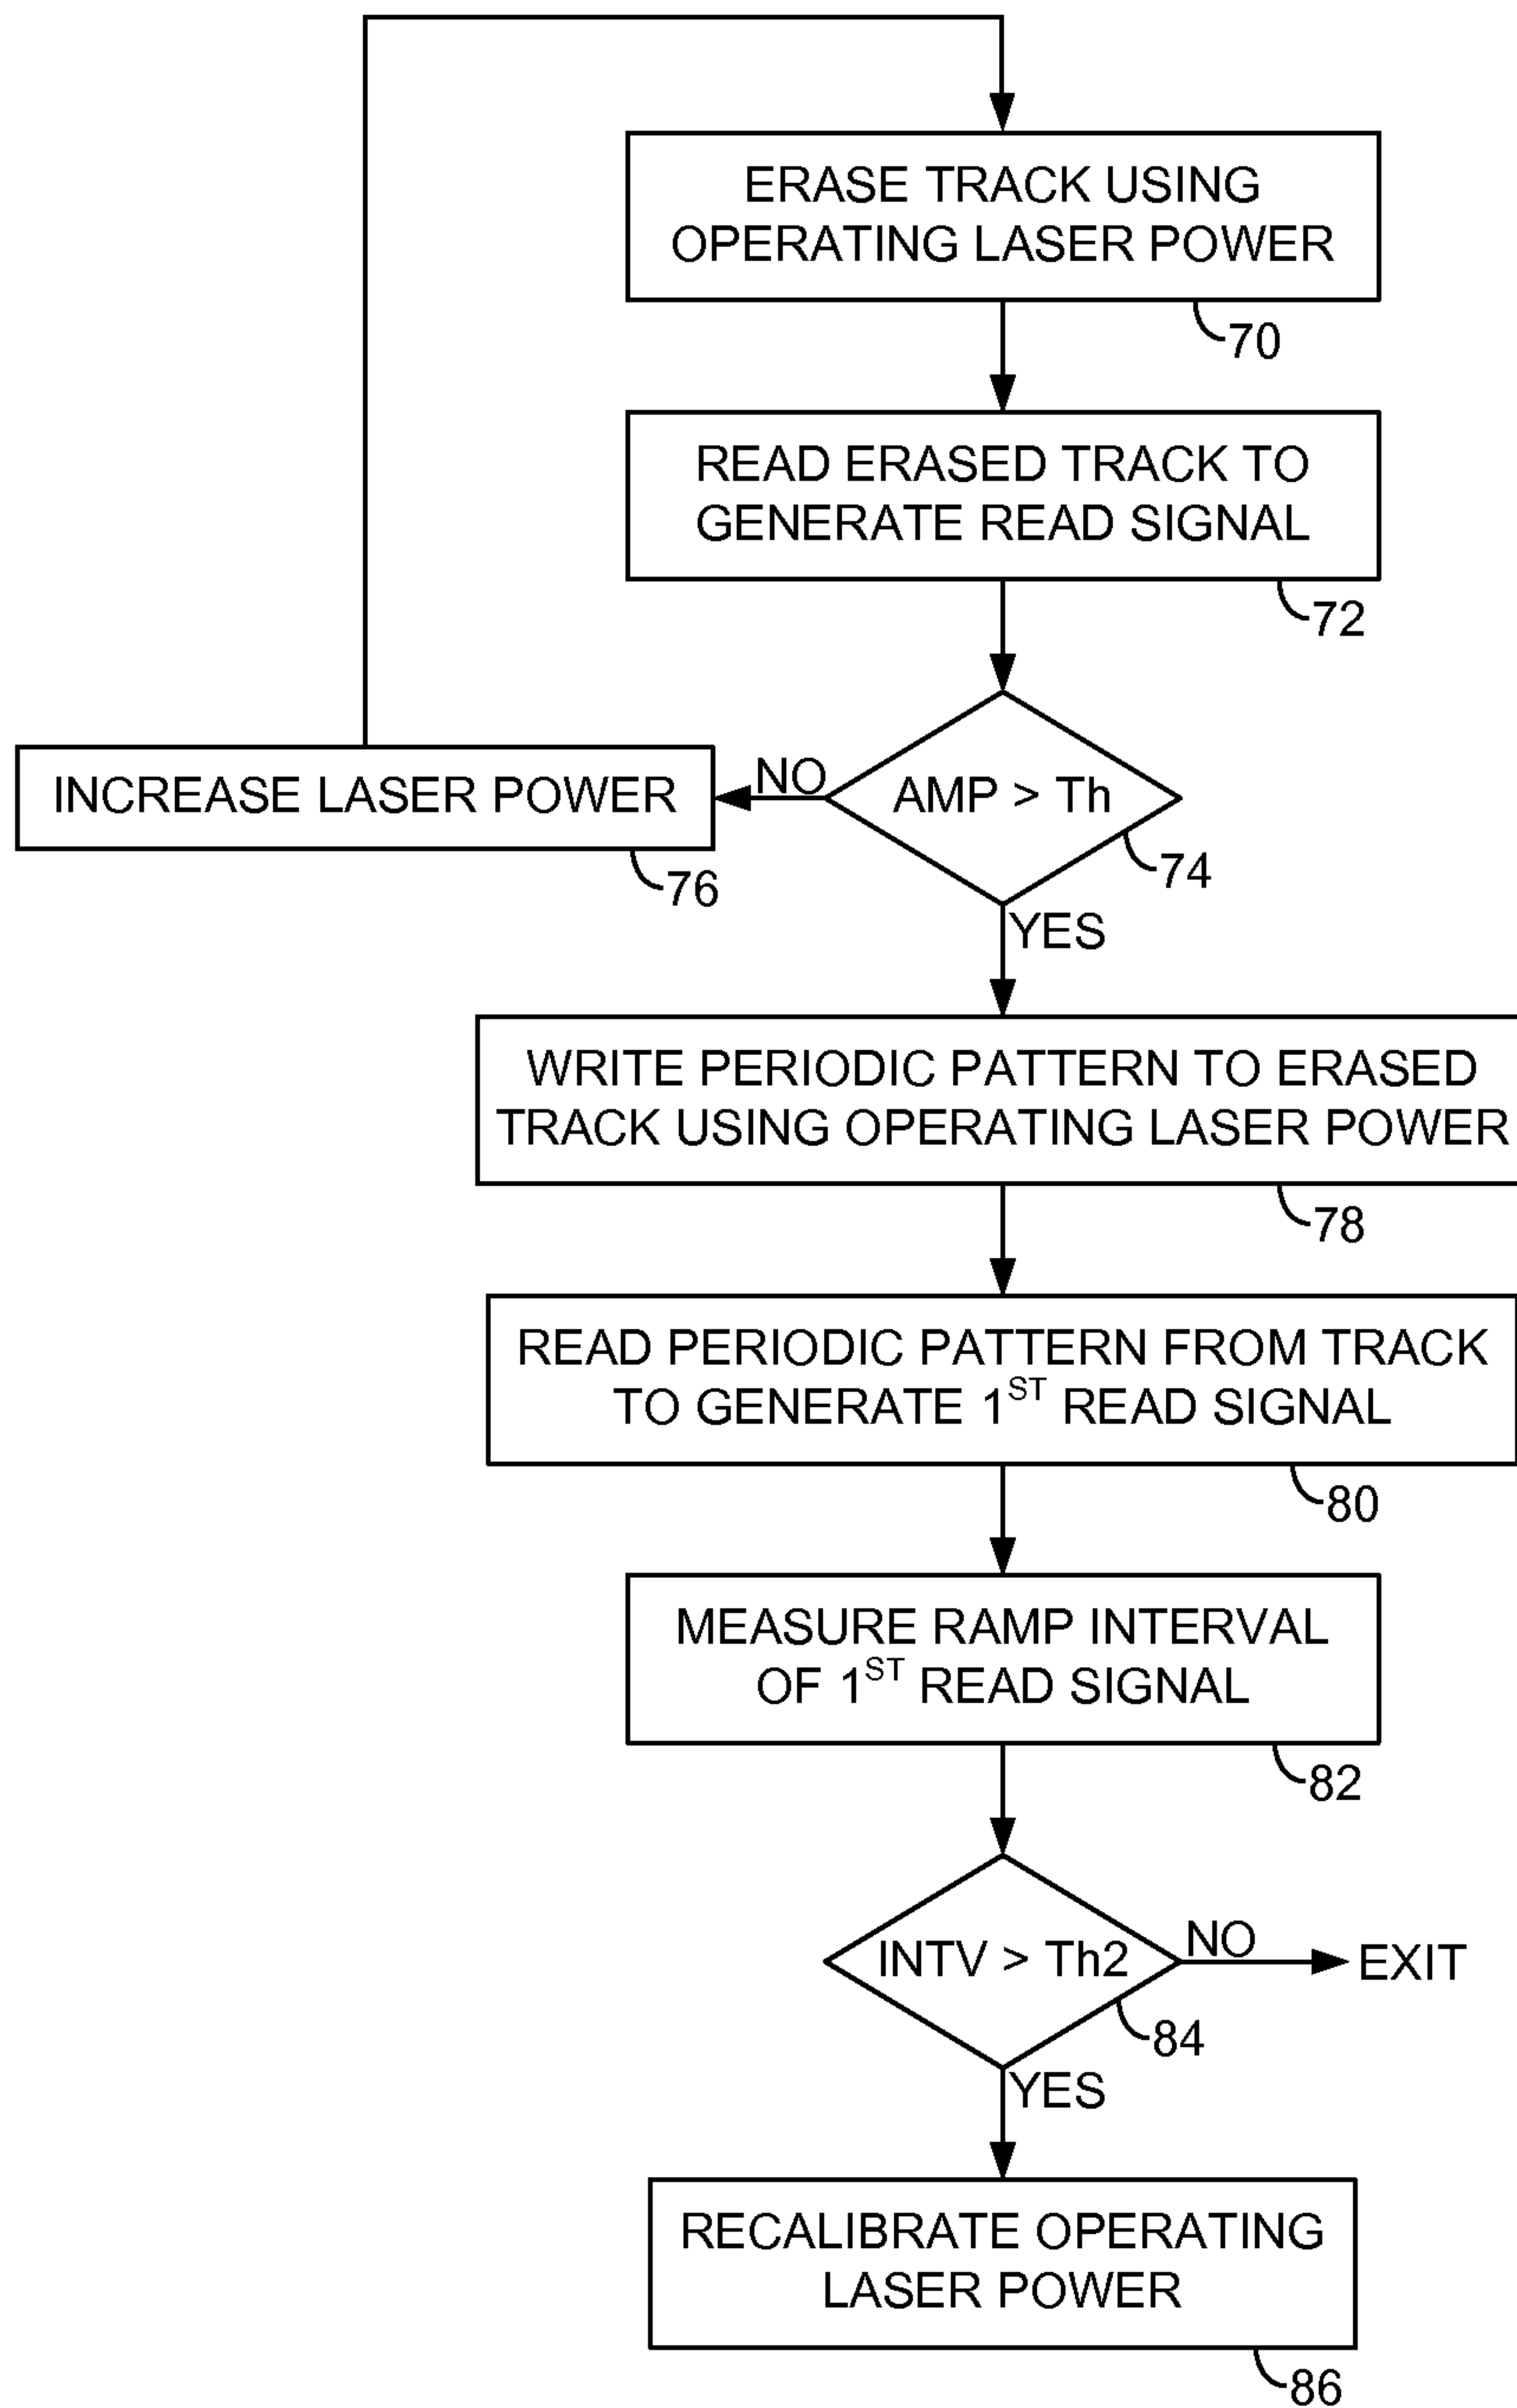 ERASE TRACK USING
OPERATING LASER POWER
70
READ ERASED TRACK TO
GENERATE READ SIGNAL
72
INCREASE LASER POWER
NO
AMP > Th
76
74
YES
WRITE PERIODIC PATTERN TO ERASED
TRACK USING OPERATING LASER POWER
78
READ PERIODIC PATTERN FROM TRACK
TO GENERATE 1ST READ SIGNAL
80
MEASURE RAMP INTERVAL
OF 1ST READ SIGNAL
82
INTV > Th2
NO
EXIT
84
YES
RECALIBRATE OPERATING
LASER POWER
86